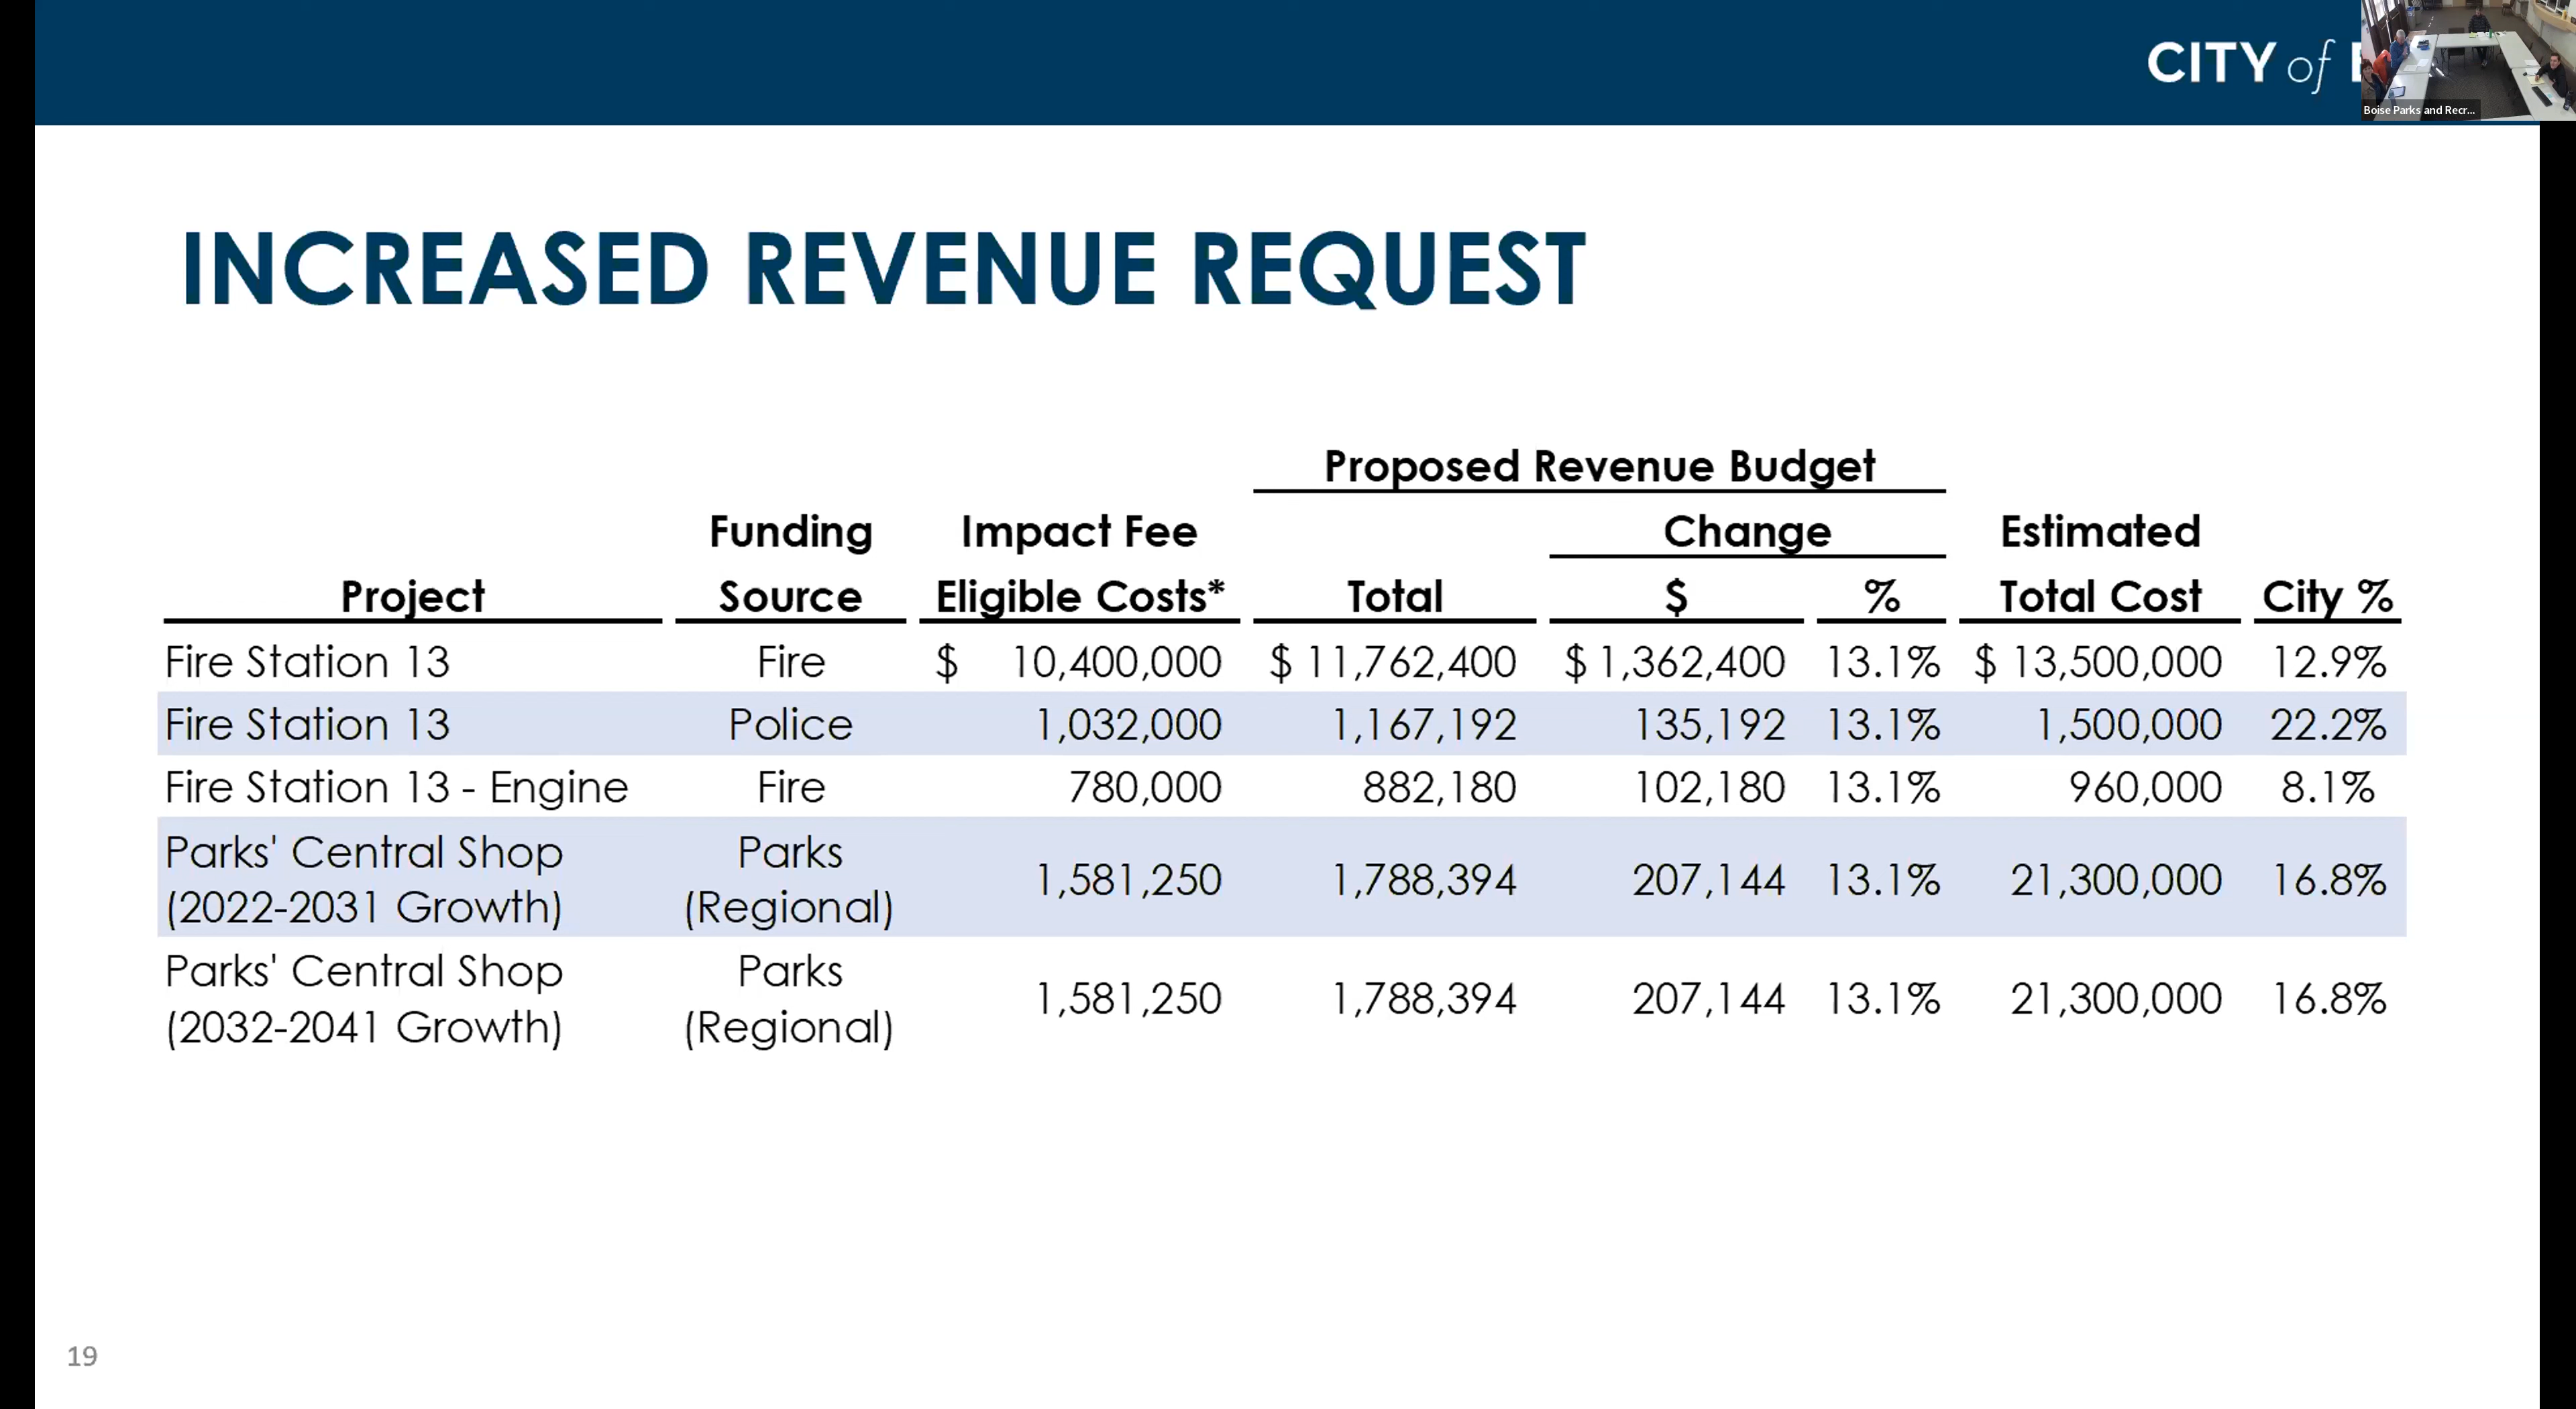 CITY of
Boise Parks and Recr...
INCREASED REVENUE REQUEST
Proposed Revenue Budget
Funding Impact Fee Change Estimated
Project Source Eligible Costs* Total $ % Total Cost City %
Fire Station 13 Fire $ 10,400,000 $ 11,762,400 $ 1,362,400 13.1% $ 13,500,000 12.9%
Fire Station 13 Police 1,032,000 1,167,192 135,192 13.1% 1,500,000 22.2%
Fire Station 13 - Engine Fire 780,000 882,180 102,180 13.1% 960,000 8.1%
Parks' Central Shop Parks
(2022-2031 Growth) (Regional) 1,581,250 1,788,394 207,144 13.1% 21,300,000 16.8%
Parks' Central Shop Parks
(2032-2041 Growth) (Regional) 1,581,250 1,788,394 207,144 13.1% 21,300,000 16.8%
19